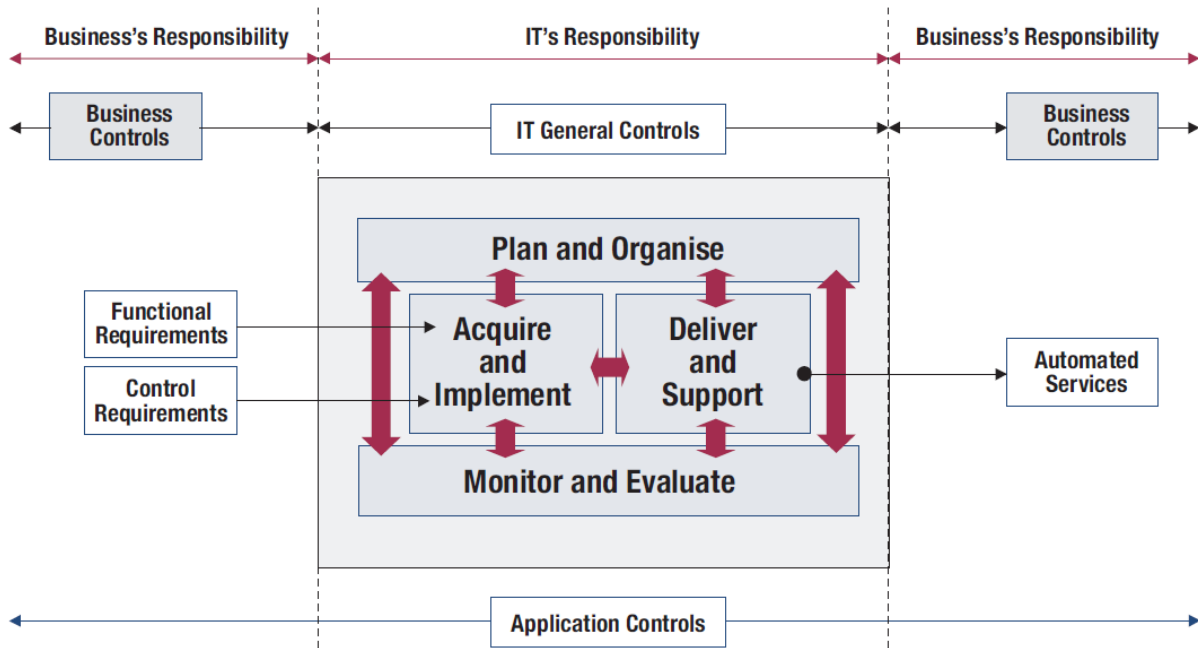 Business's Responsibility
IT's Responsibility
Business's Responsibility
Business
Controls
IT General Controls
Business
Controls
Plan and Organise
Functional
Requirements
Control
Requirements
Acquire
and
Implement
Deliver
and
Support
Automated
Services
Monitor and Evaluate
Application Controls